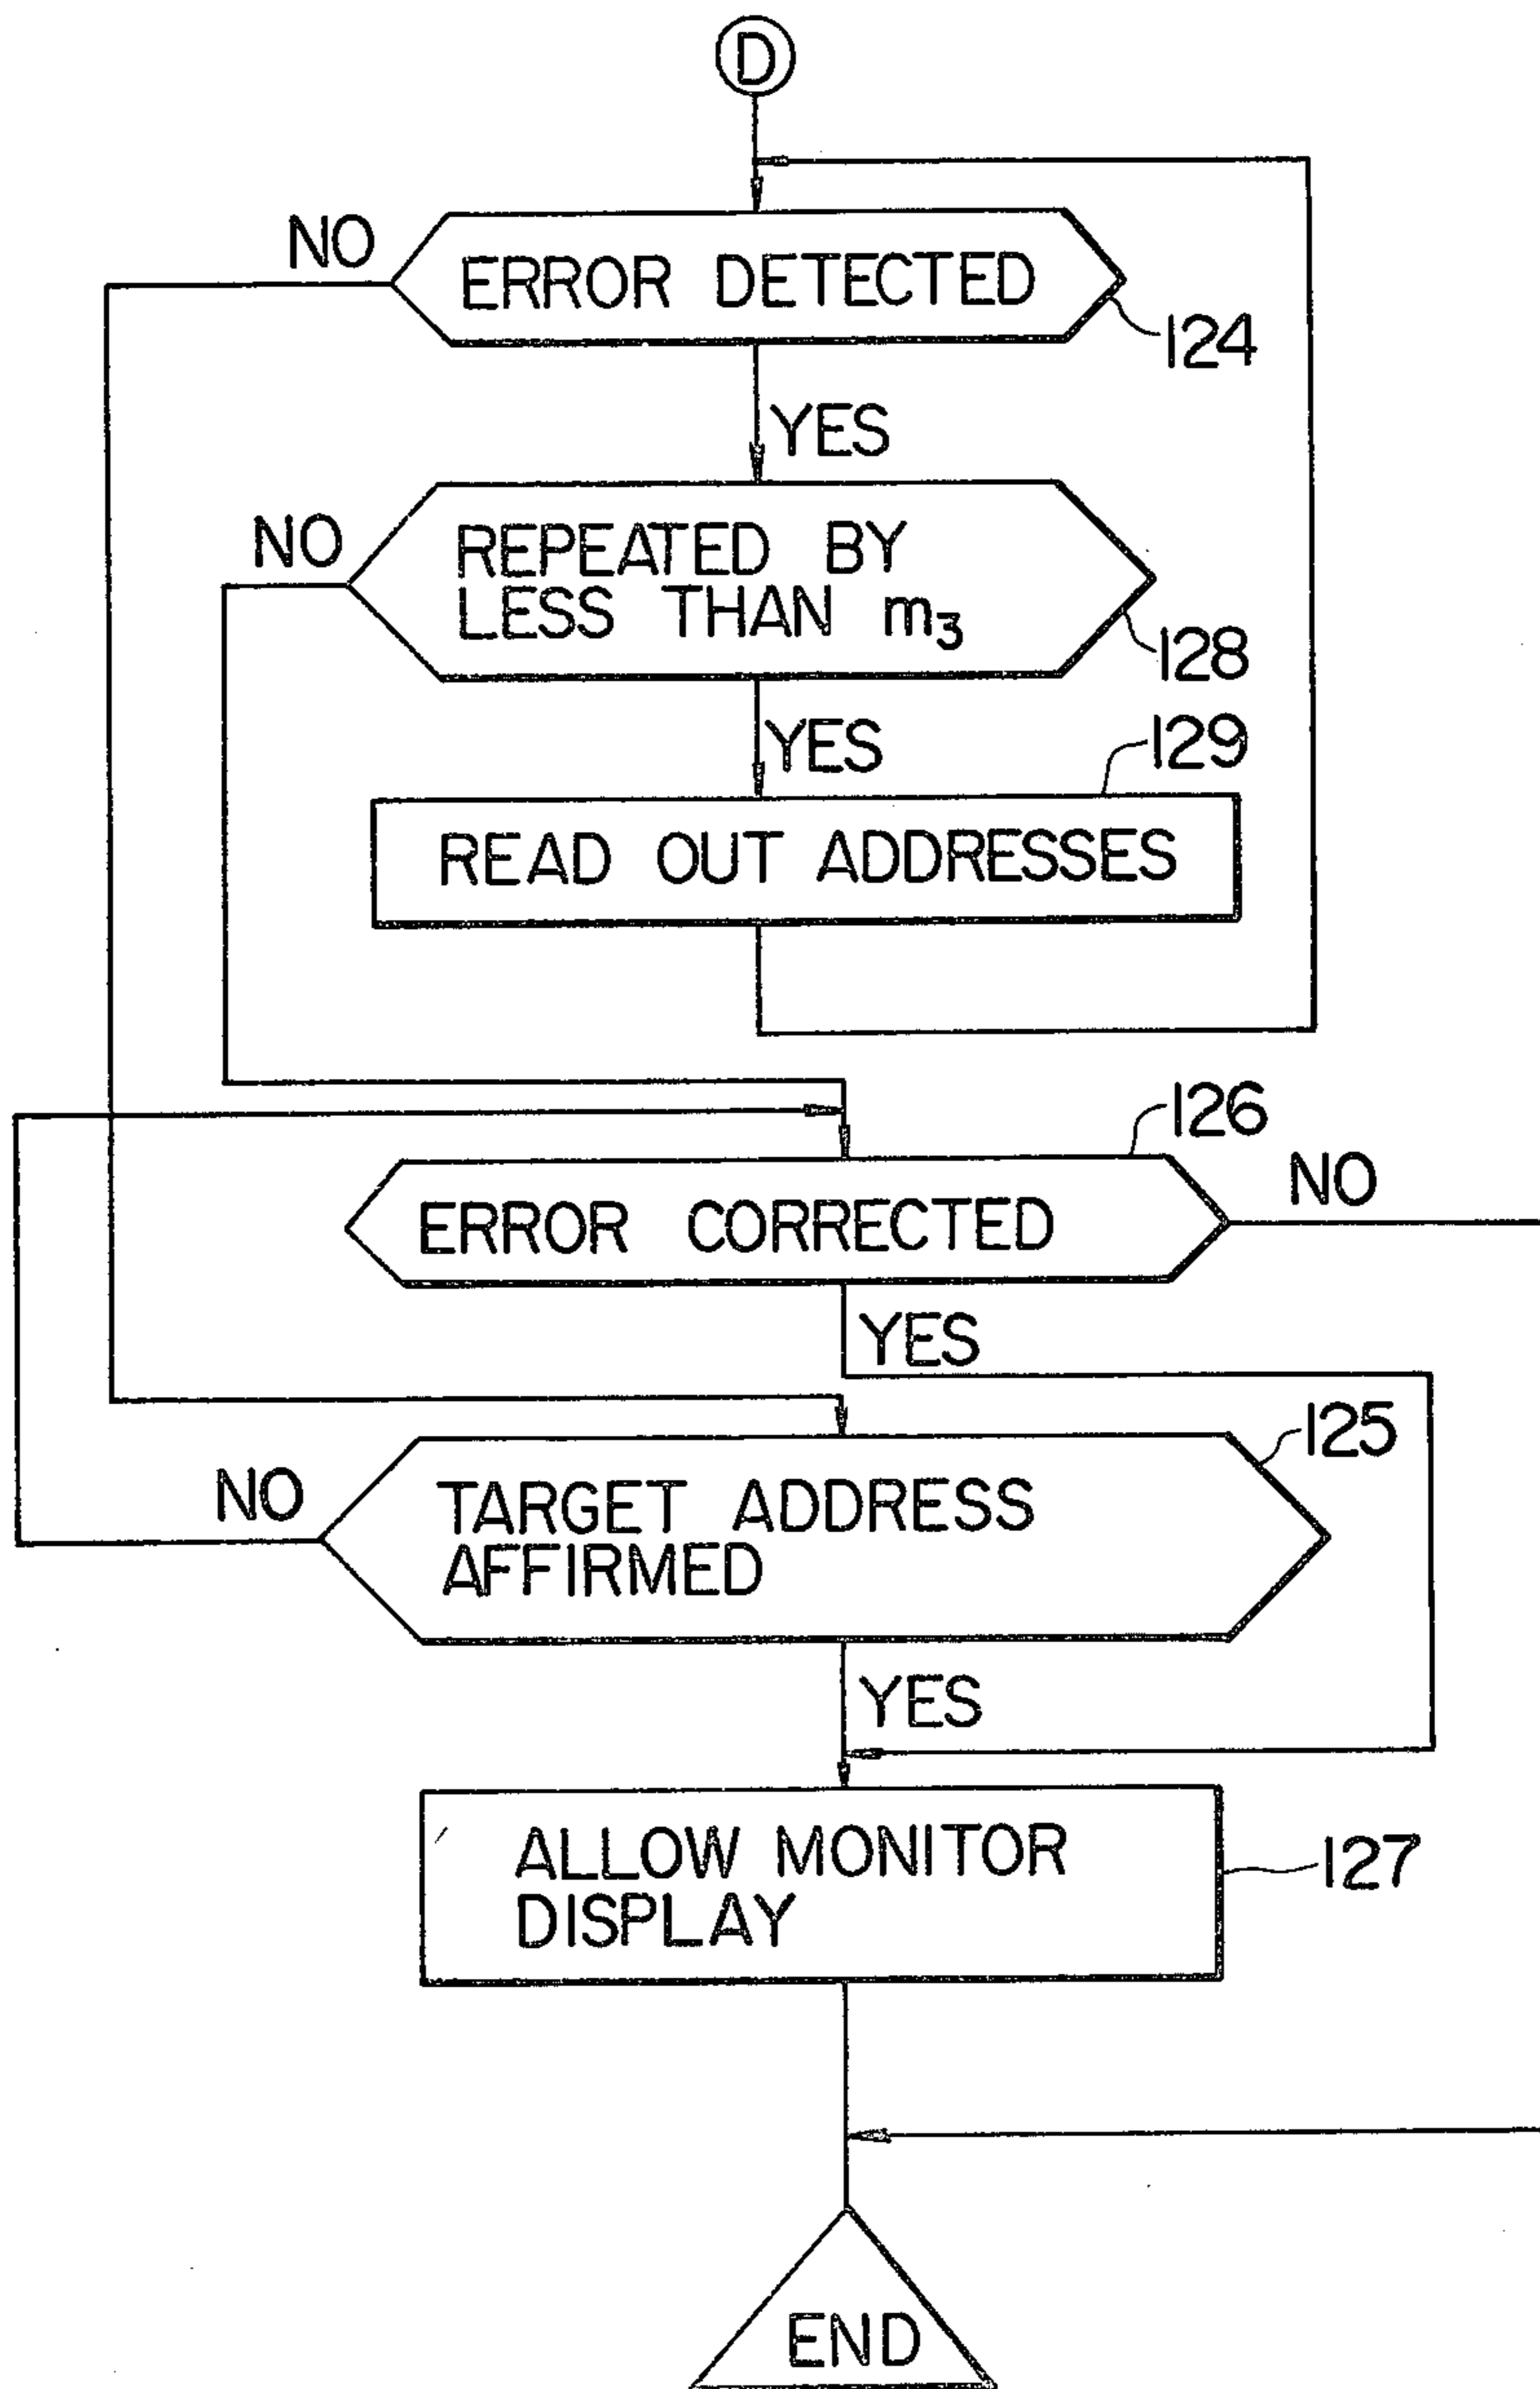 D
NO
ERROR DETECTED
124
YES
NO
REPEATED BY
LESS THAN m₃
128
YES
129
READ OUT ADDRESSES
126
NO
ERROR CORRECTED
YES
125
NO
TARGET ADDRESS
AFFIRMED
YES
ALLOW MONITOR
DISPLAY
127
END